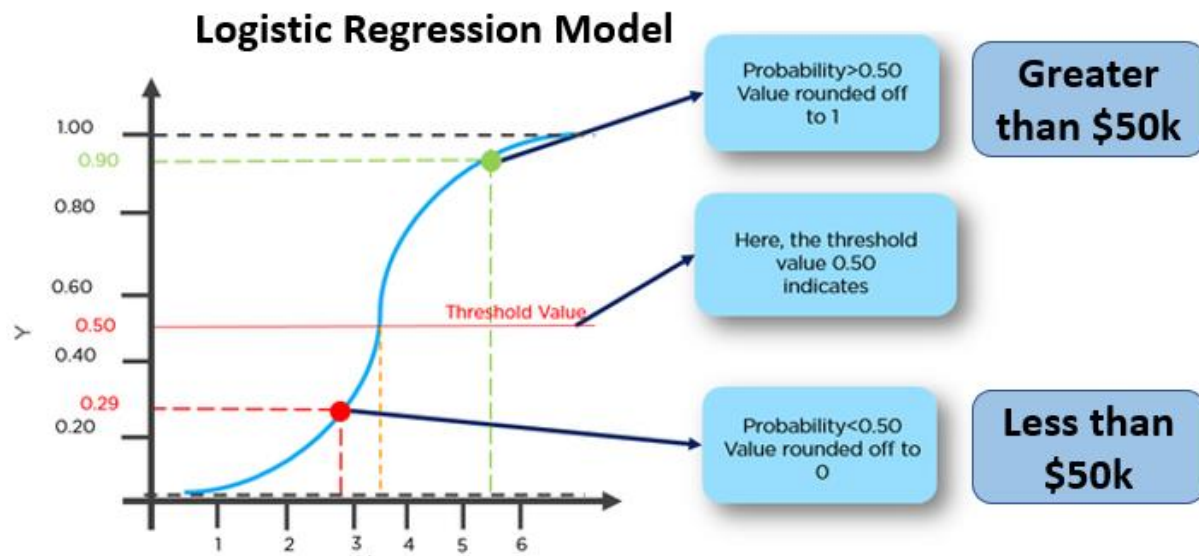 Logistic Regression Model
1.00
0.90
0.80
0.60
0.50
0.40
0.29
0.20
Y
Threshold Value
1
2
3
4
5
6
Probability>0.50
Value rounded off
to 1
Greater
than $50k
Here, the threshold
value 0.50
indicates
Probability<0.50
Value rounded off to
0
Less than
$50k